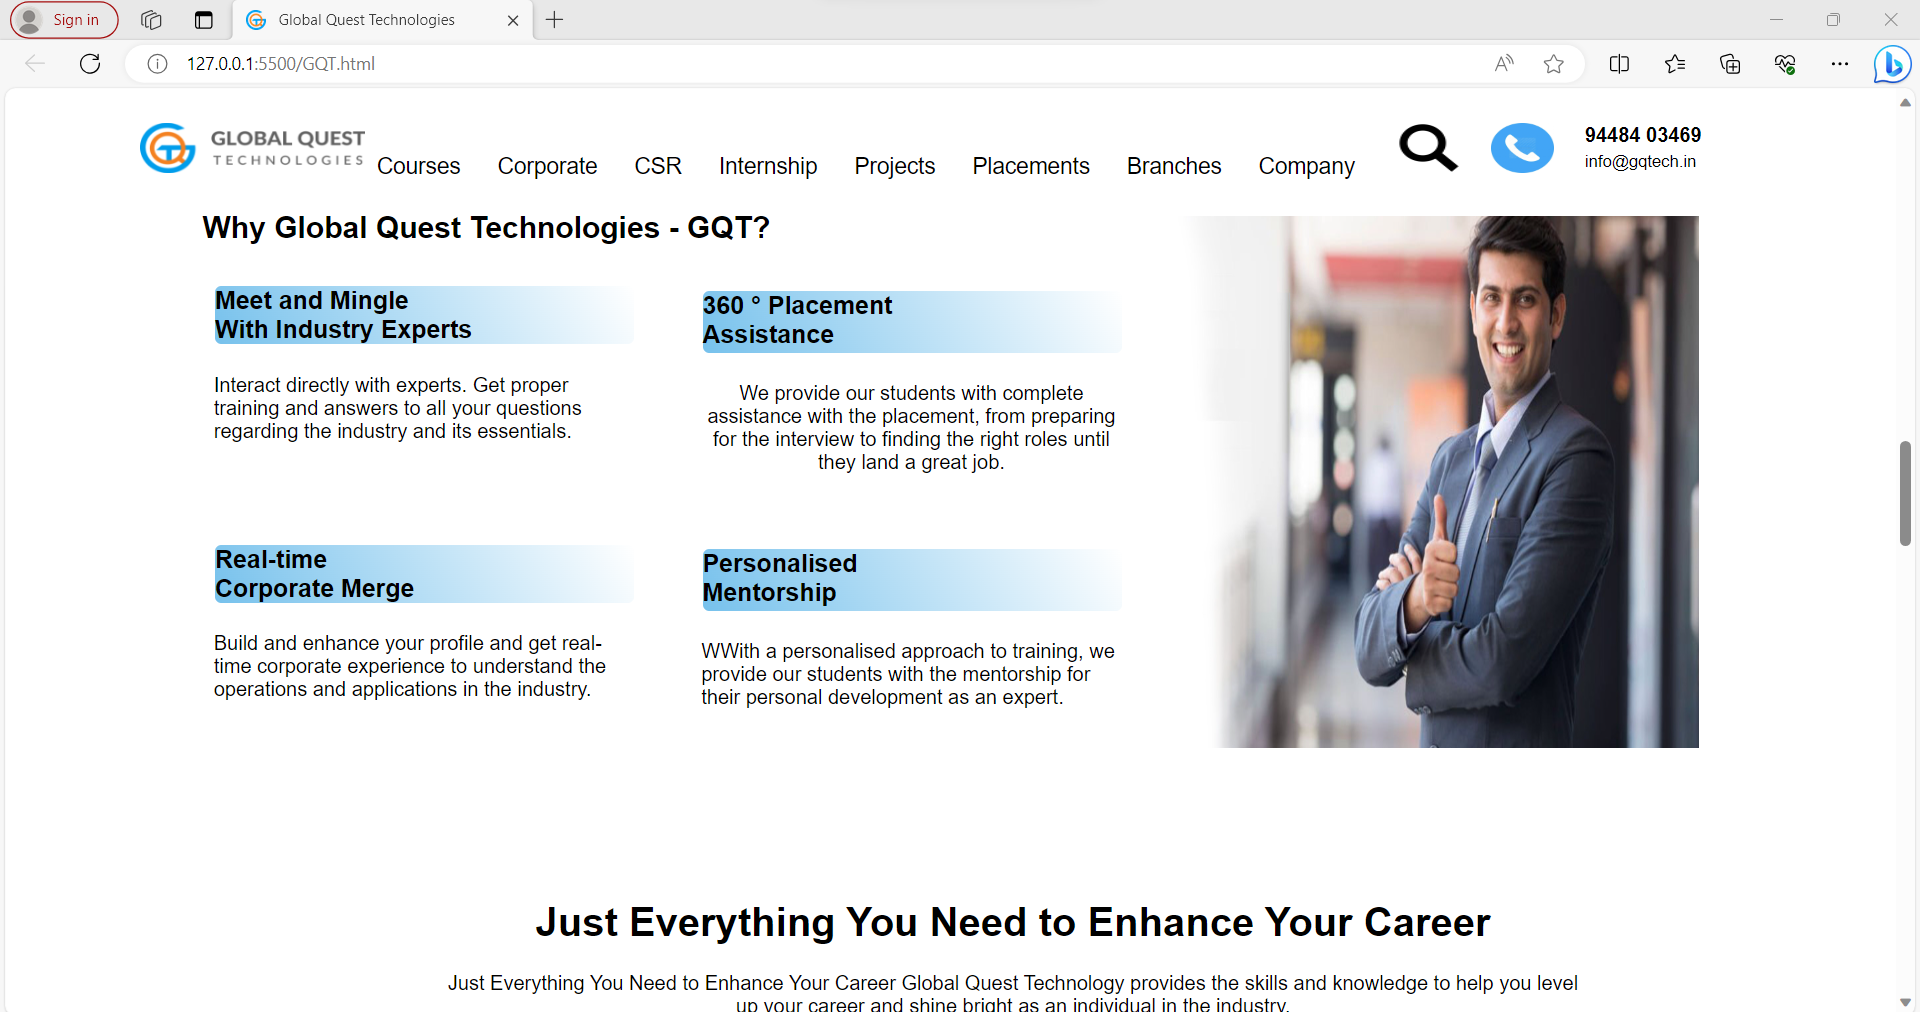 Sign in
Global Quest Technologies
127.0.0.1:5500/GQT.html
GLOBAL QUEST
TECHNOLOGIES
Courses Corporate CSR Internship Projects Placements Branches Company
94484 03469
info@gqtech.in
Why Global Quest Technologies - GQT?
Meet and Mingle
With Industry Experts
Interact directly with experts. Get proper
training and answers to all your questions
regarding the industry and its essentials.
360 ° Placement
Assistance
We provide our students with complete
assistance with the placement, from preparing
for the interview to finding the right roles until
they land a great job.
Real-time
Corporate Merge
Build and enhance your profile and get real-
time corporate experience to understand the
operations and applications in the industry.
Personalised
Mentorship
WWith a personalised approach to training, we
provide our students with the mentorship for
their personal development as an expert.
Just Everything You Need to Enhance Your Career
Just Everything You Need to Enhance Your Career Global Quest Technology provides the skills and knowledge to help you level
up your career and shine bright as an individual in the industry.